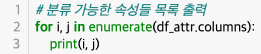 1 # 분류 가능한 속성들 목록 출력
2 for i, j in enumerate(df_attr.columns):
3     print(i, j)